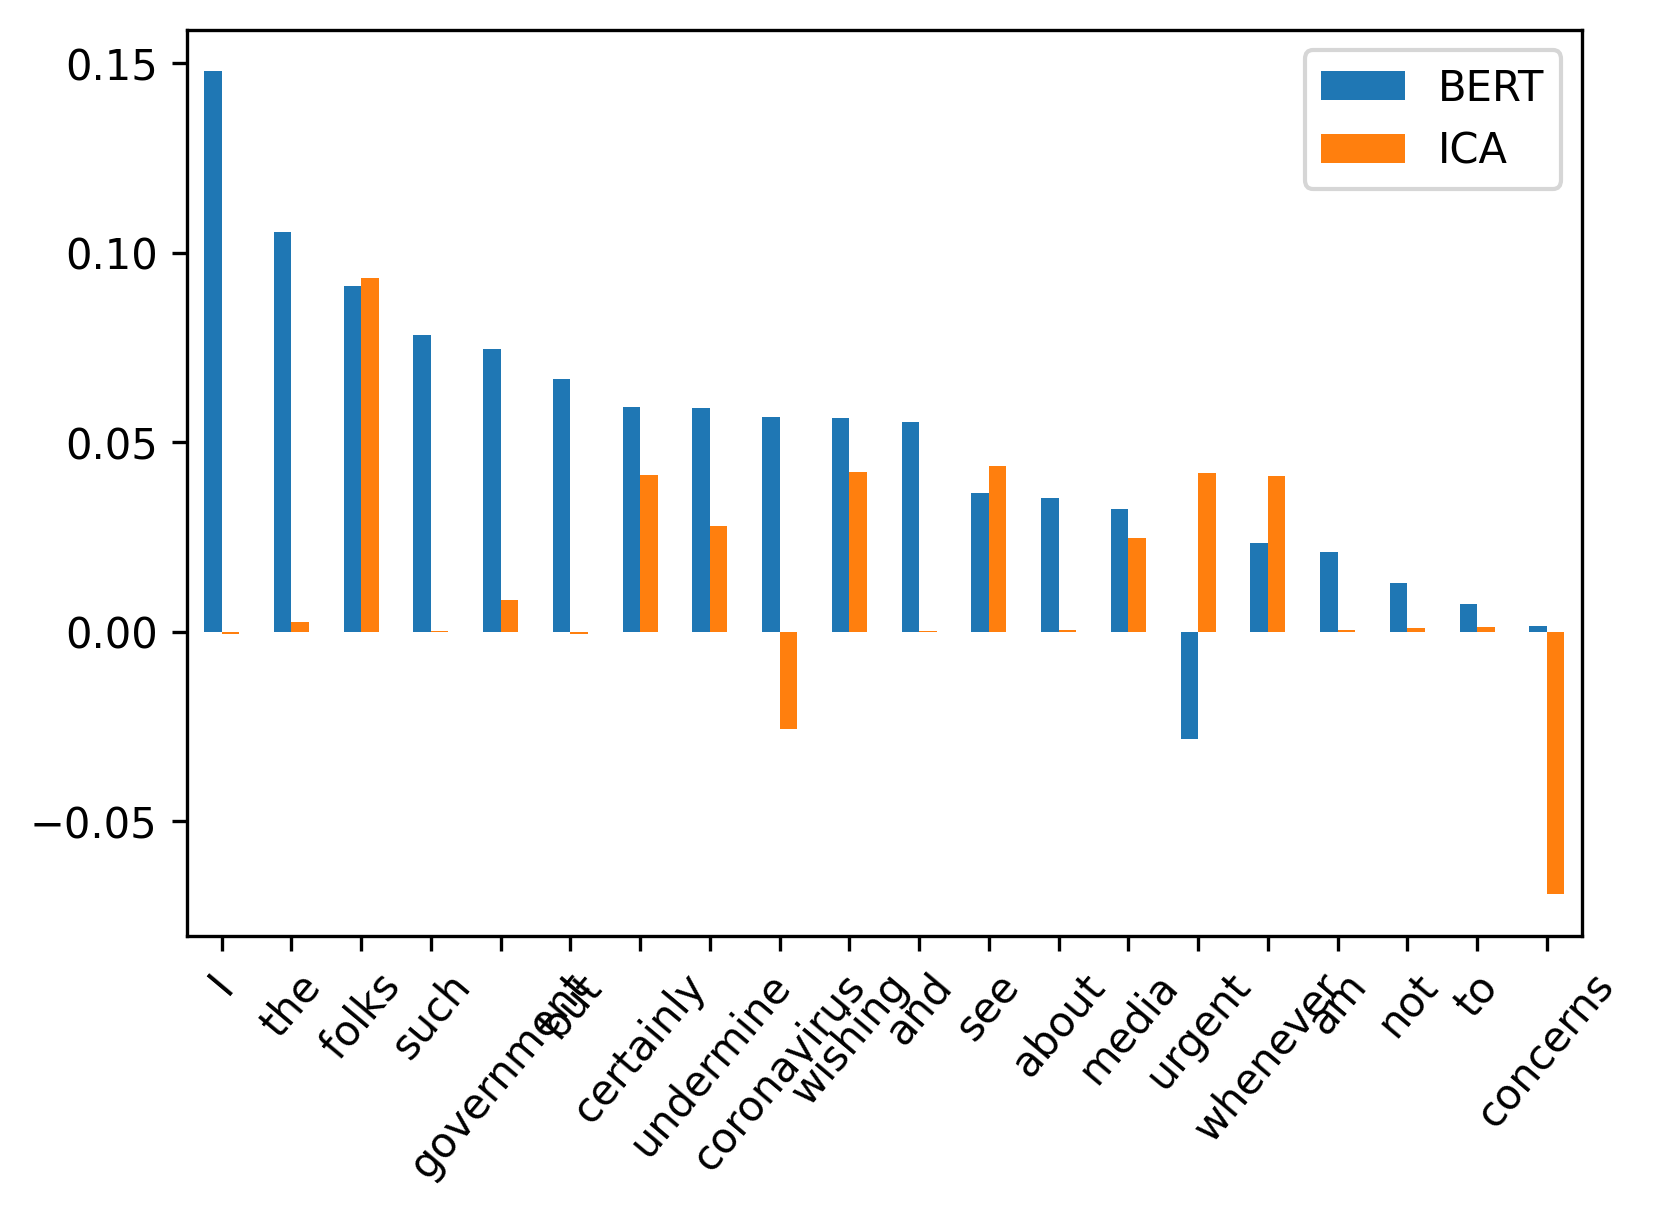 0.15
0.10
0.05
0.00
−0.05
BERT
ICA
I
the
folks
such
government
but
certainly
undermine
coronavirus
wishing
and
see
about
media
urgent
whenever
am
not
to
concerns